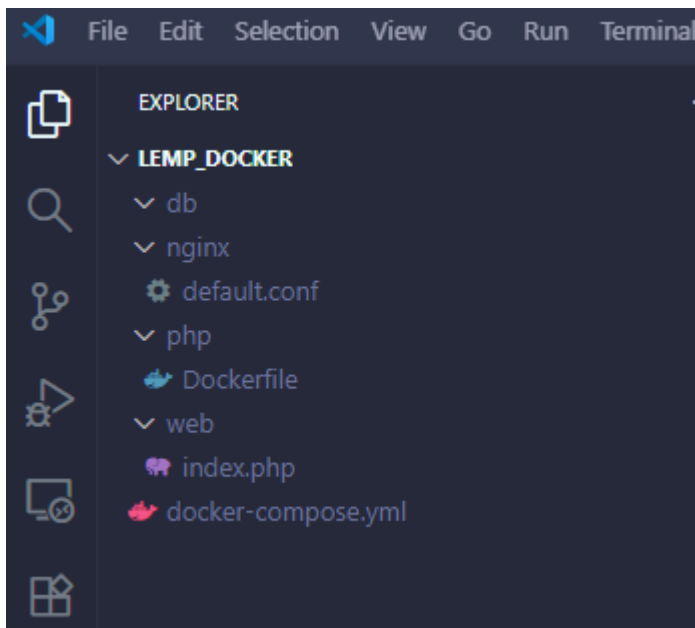 File Edit Selection View Go Run Terminal
EXPLORER
LEMP_DOCKER
db
nginx
default.conf
php
Dockerfile
web
index.php
docker-compose.yml